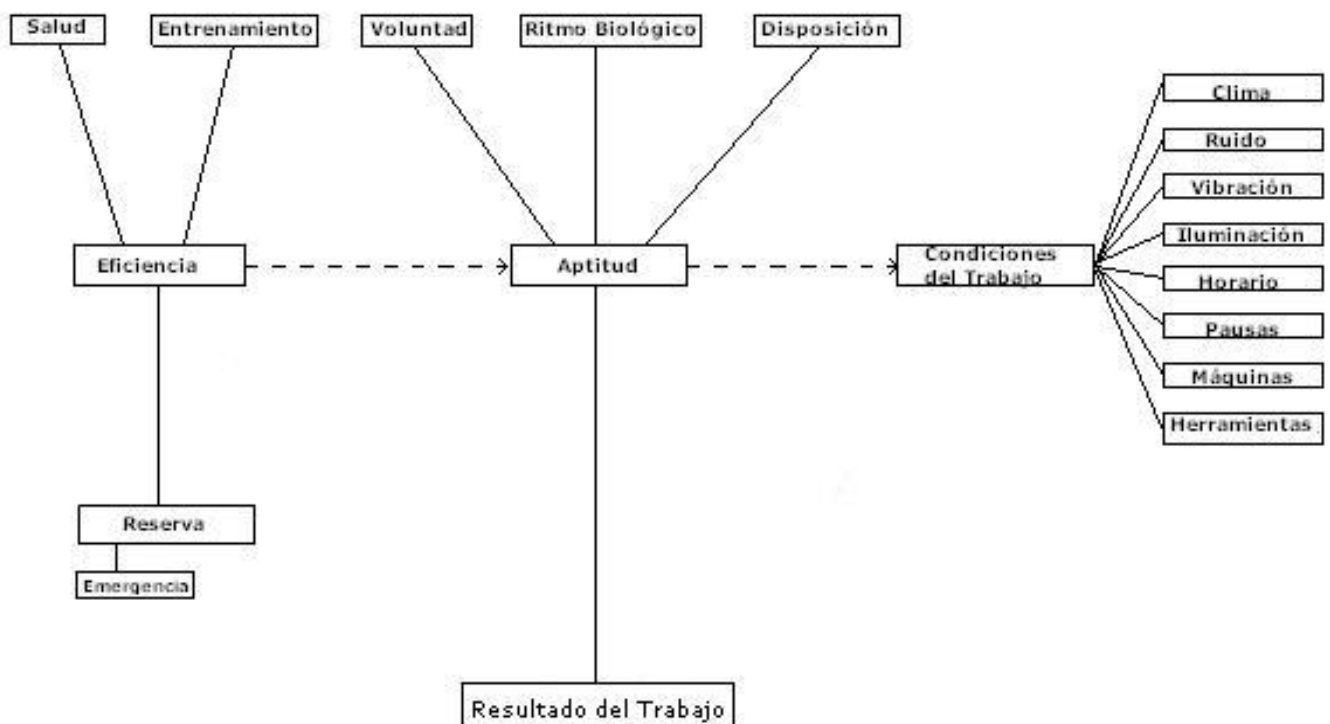 Salud
Entrenamiento
Voluntad
Ritmo Biológico
Disposición
Clima
Ruido
Vibración
Iluminación
Horario
Pausas
Máquinas
Herramientas
Eficiencia
Aptitud
Condiciones
del Trabajo
Reserva
Emergencia
Resultado del Trabajo